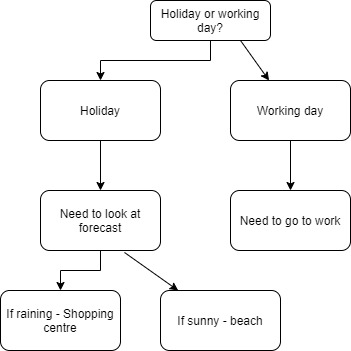 Holiday or working
day?
Holiday
Working day
Need to look at
forecast
Need to go to work
If raining - Shopping
centre
If sunny - beach